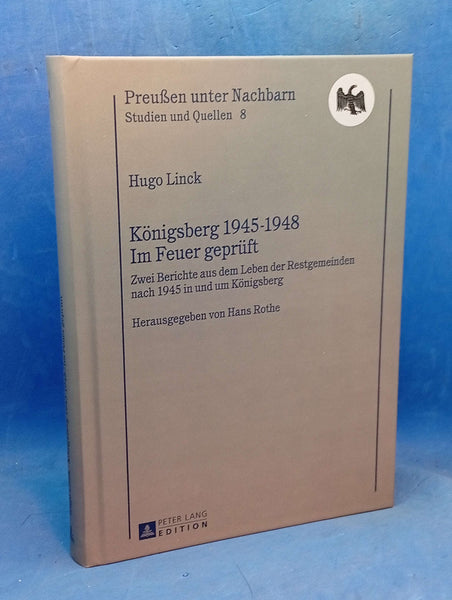 Preußen unter Nachbarn
Studien und Quellen 8
Hugo Linck
Königsberg 1945-1948
Im Feuer geprüft
Zwei Berichte aus dem Leben der Restgemeinden
nach 1945 in und um Königsberg
Herausgegeben von Hans Rothe
PETER LANG
EDITION